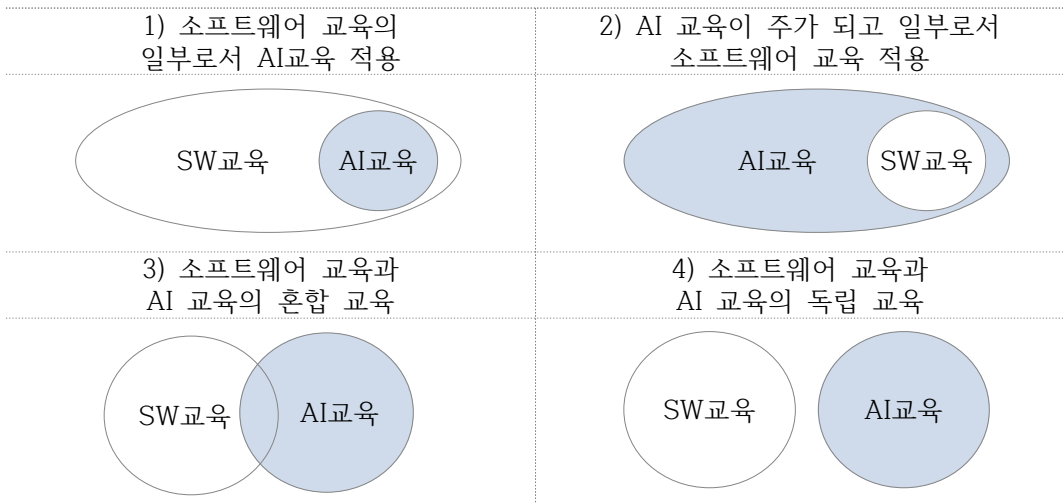 1) 소프트웨어 교육의
일부로서 AI교육 적용
2) AI 교육이 주가 되고 일부로서
소프트웨어 교육 적용
SW교육
AI교육
AI교육
SW교육
3) 소프트웨어 교육과
AI 교육의 혼합 교육
4) 소프트웨어 교육과
AI 교육의 독립 교육
SW교육
AI교육
SW교육
AI교육